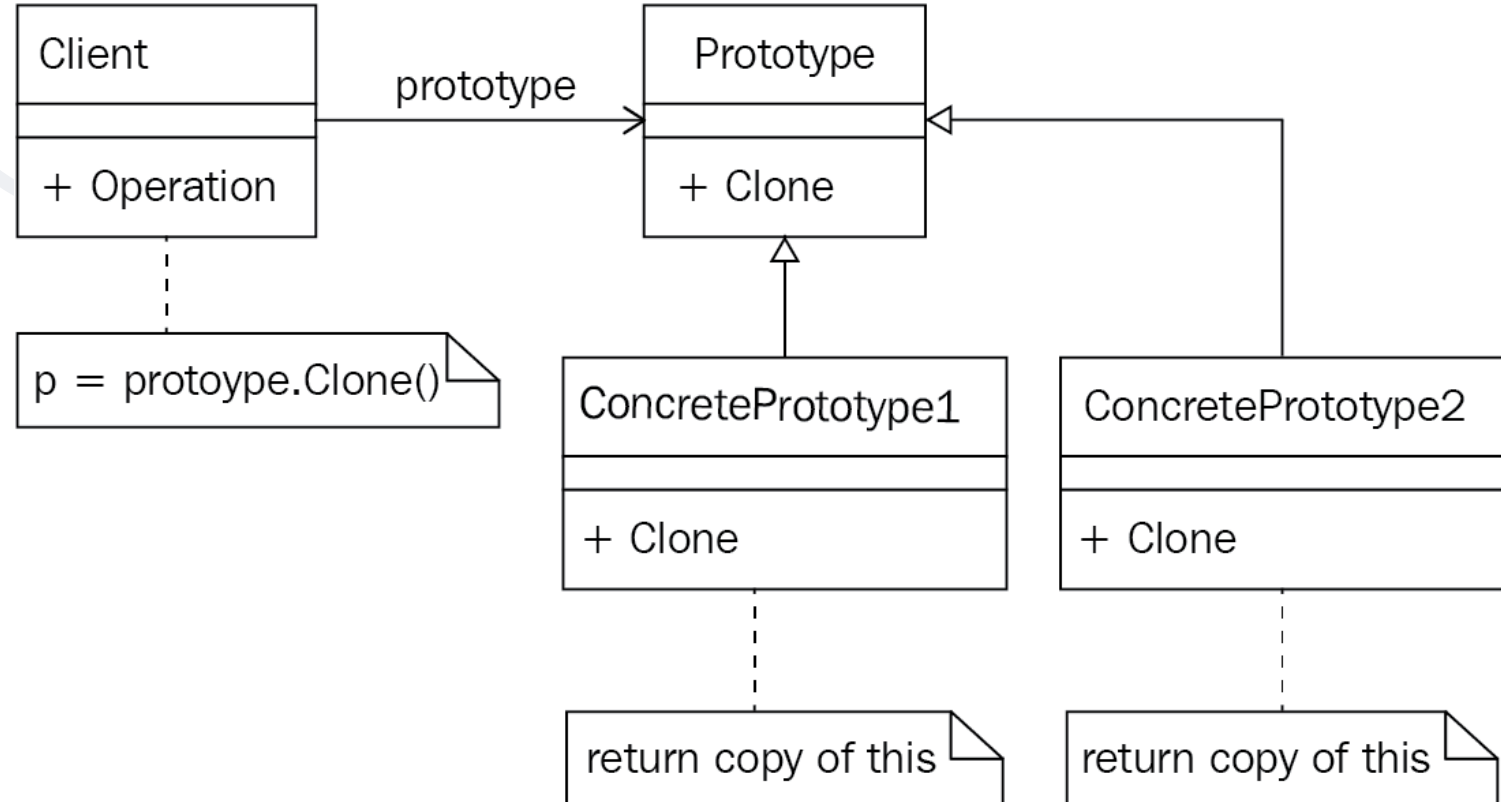 Client
prototype
Prototype
+ Operation
+ Clone
p = protoype.Clone()
ConcretePrototype1
ConcretePrototype2
+ Clone
+ Clone
return copy of this
return copy of this